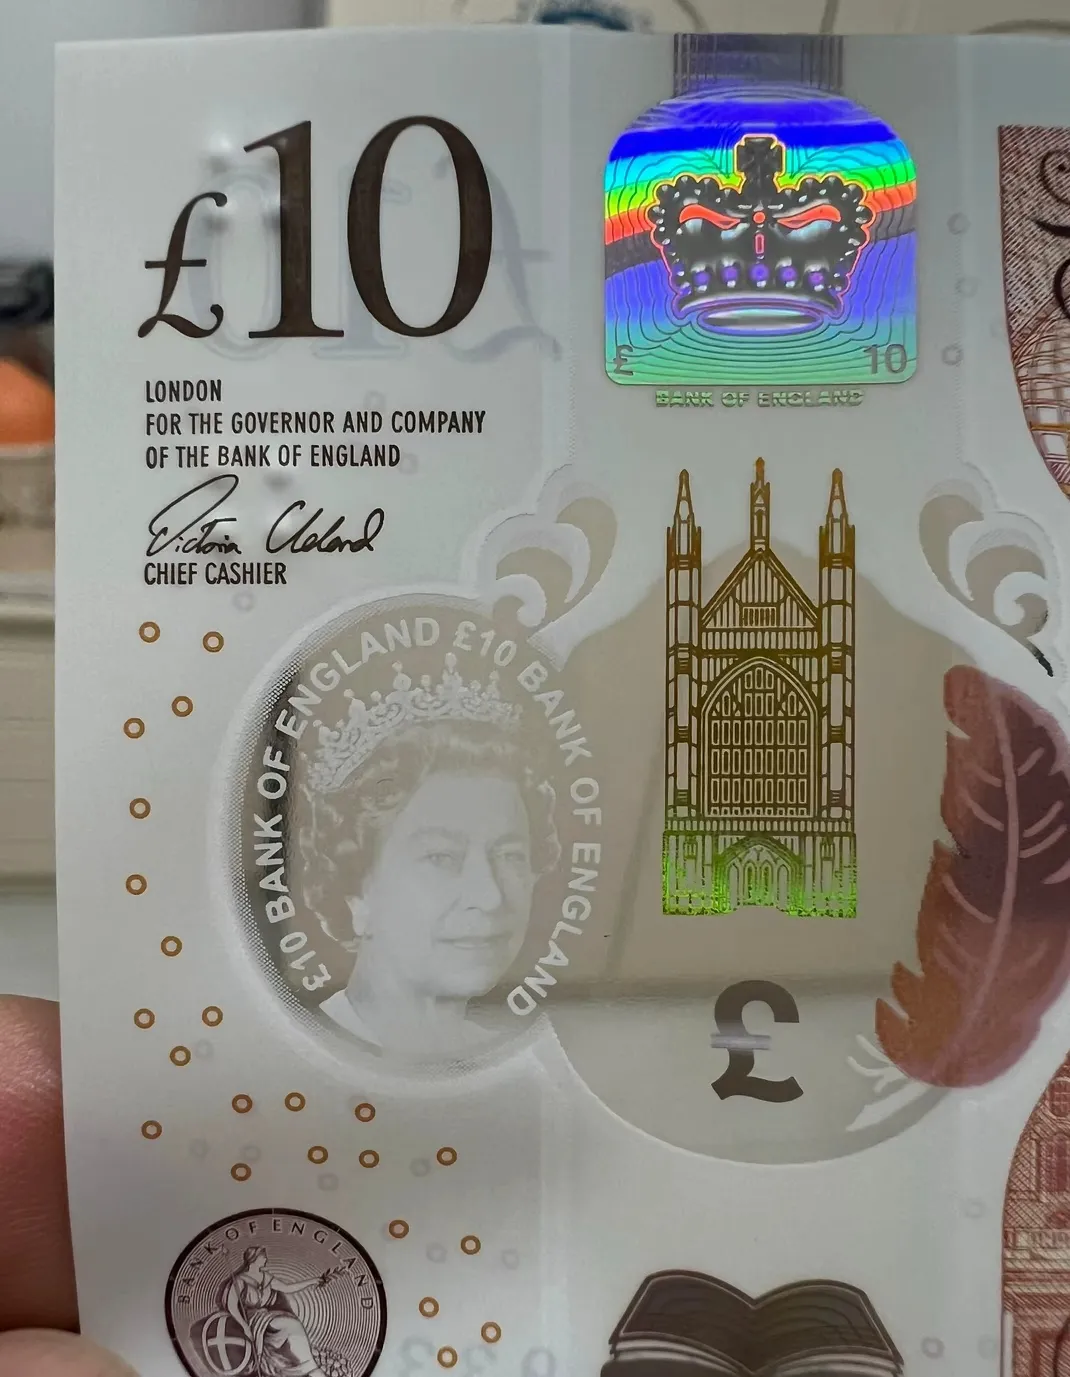 £10
LONDON
FOR THE GOVERNOR AND COMPANY
OF THE BANK OF ENGLAND
Victoria Cleland
CHIEF CASHIER
£ 10
BANK OF ENGLAND
£10 BANK OF ENGLAND £10 BANK OF ENGLAND
£
BANK OF ENGLAND